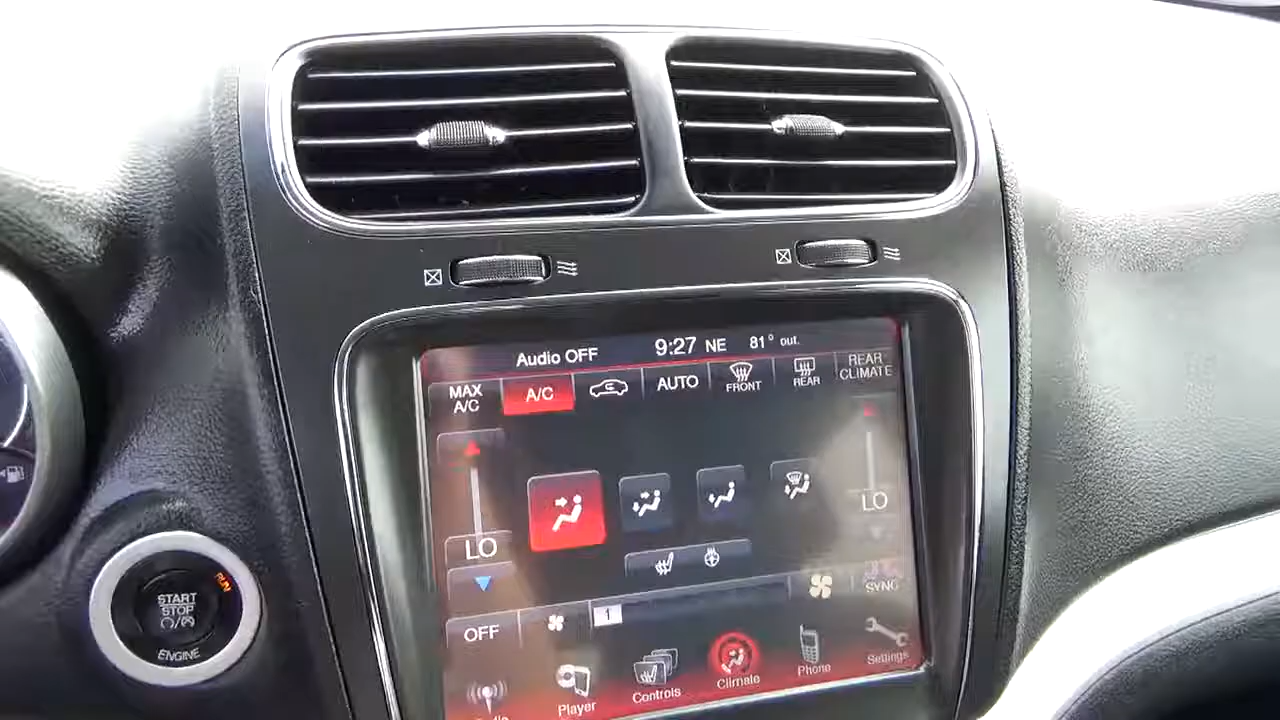 Audio OFF 9:27 NE 81° out.
MAX A/C
A/C
AUTO
FRONT
REAR
REAR CLIMATE
LO
LO
1
SYNC
OFF
RUN
START
STOP
ENGINE
Player
Controls
Climate
Phone
Settings